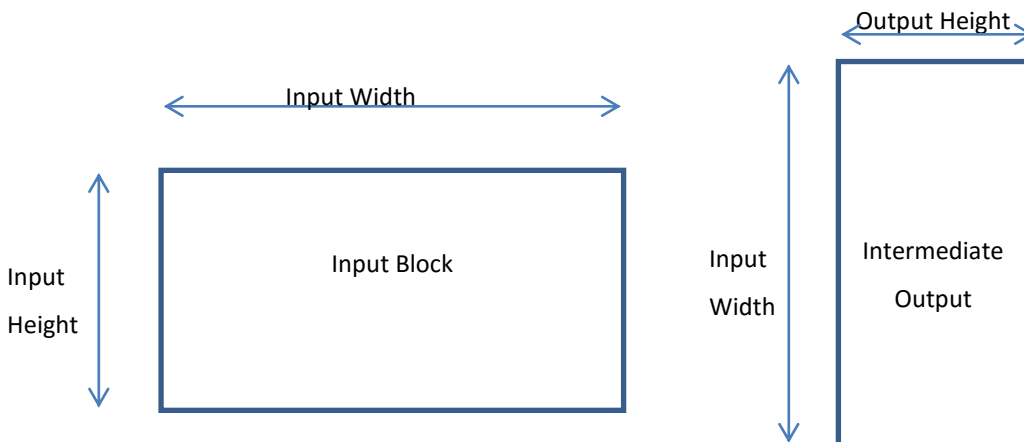 Output Height
Input Width
Input Block
Input
Height
Input
Width
Intermediate
Output